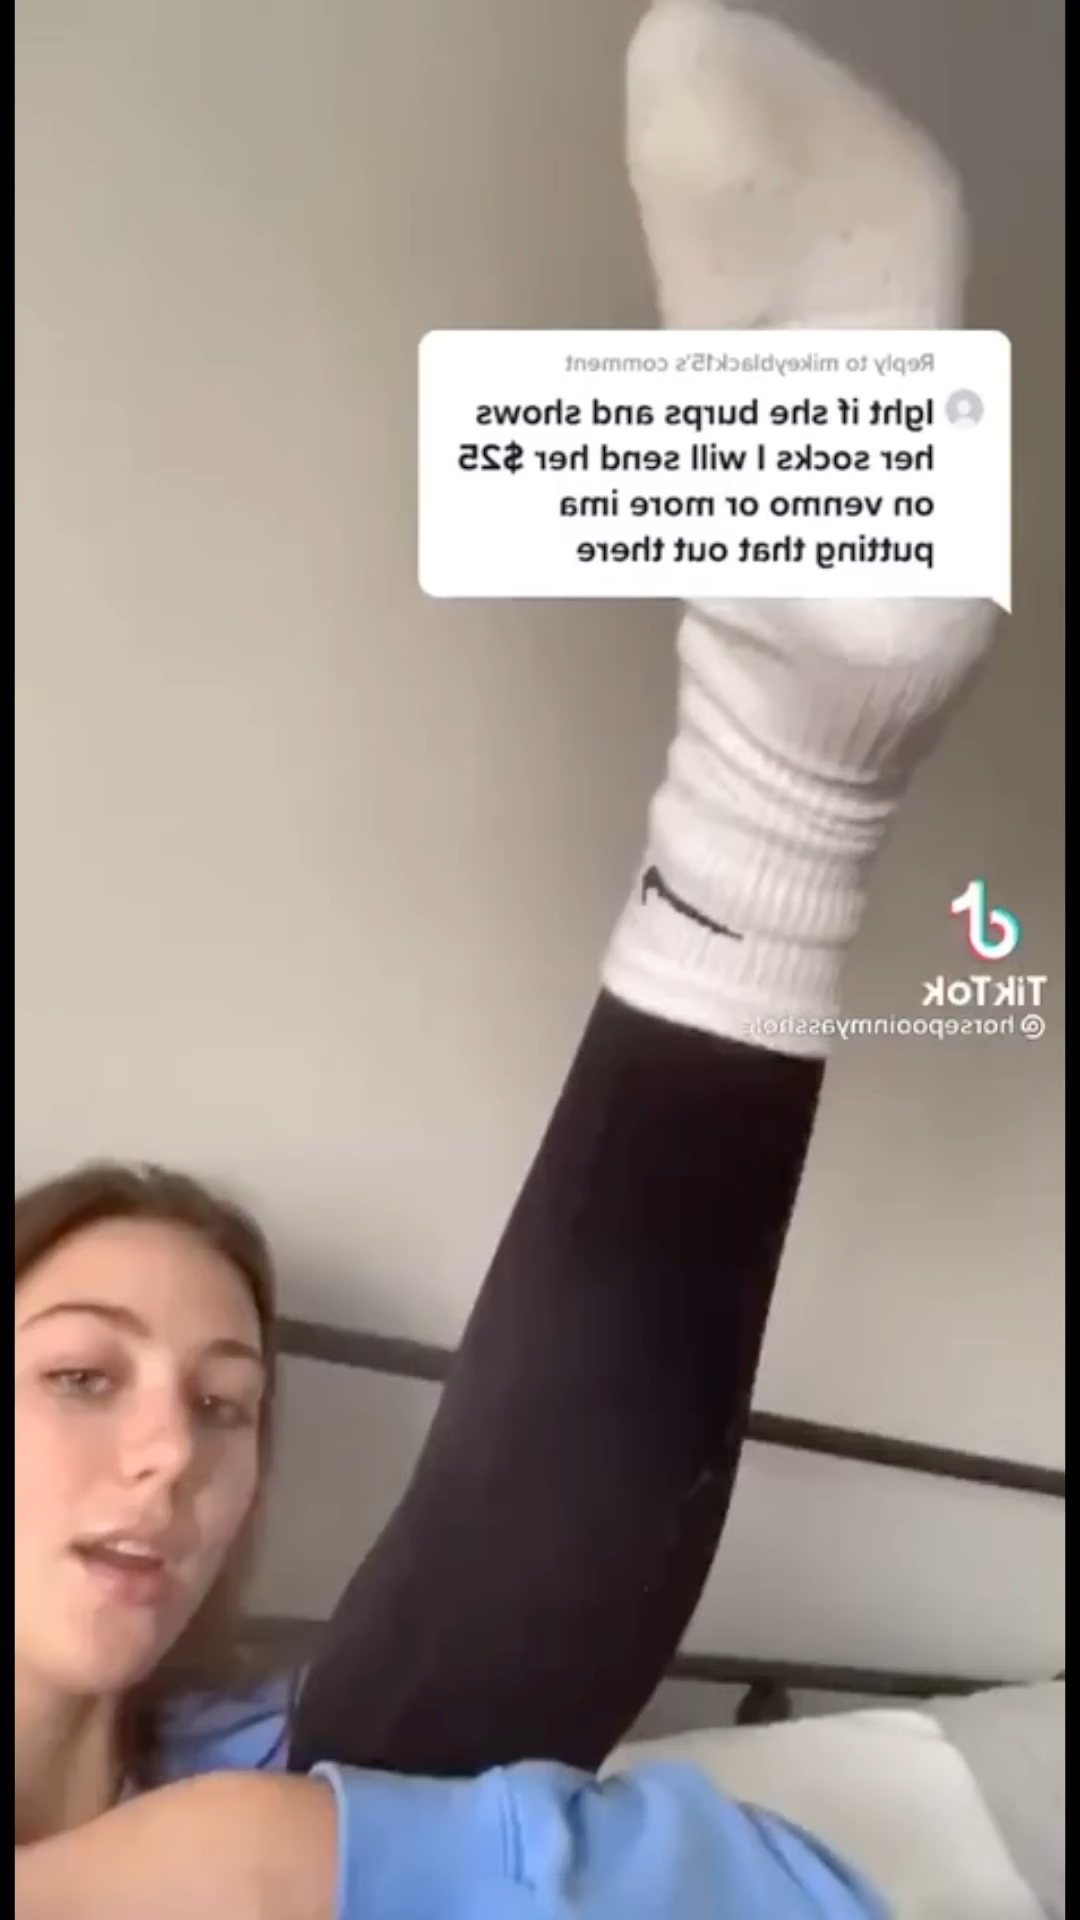 Reply to mikeyblack15's comment
Ight if she burps and shows
her socks I will send her $25
on venmo or more ima
putting that out there
TikTok
@horsepooinmyasshole